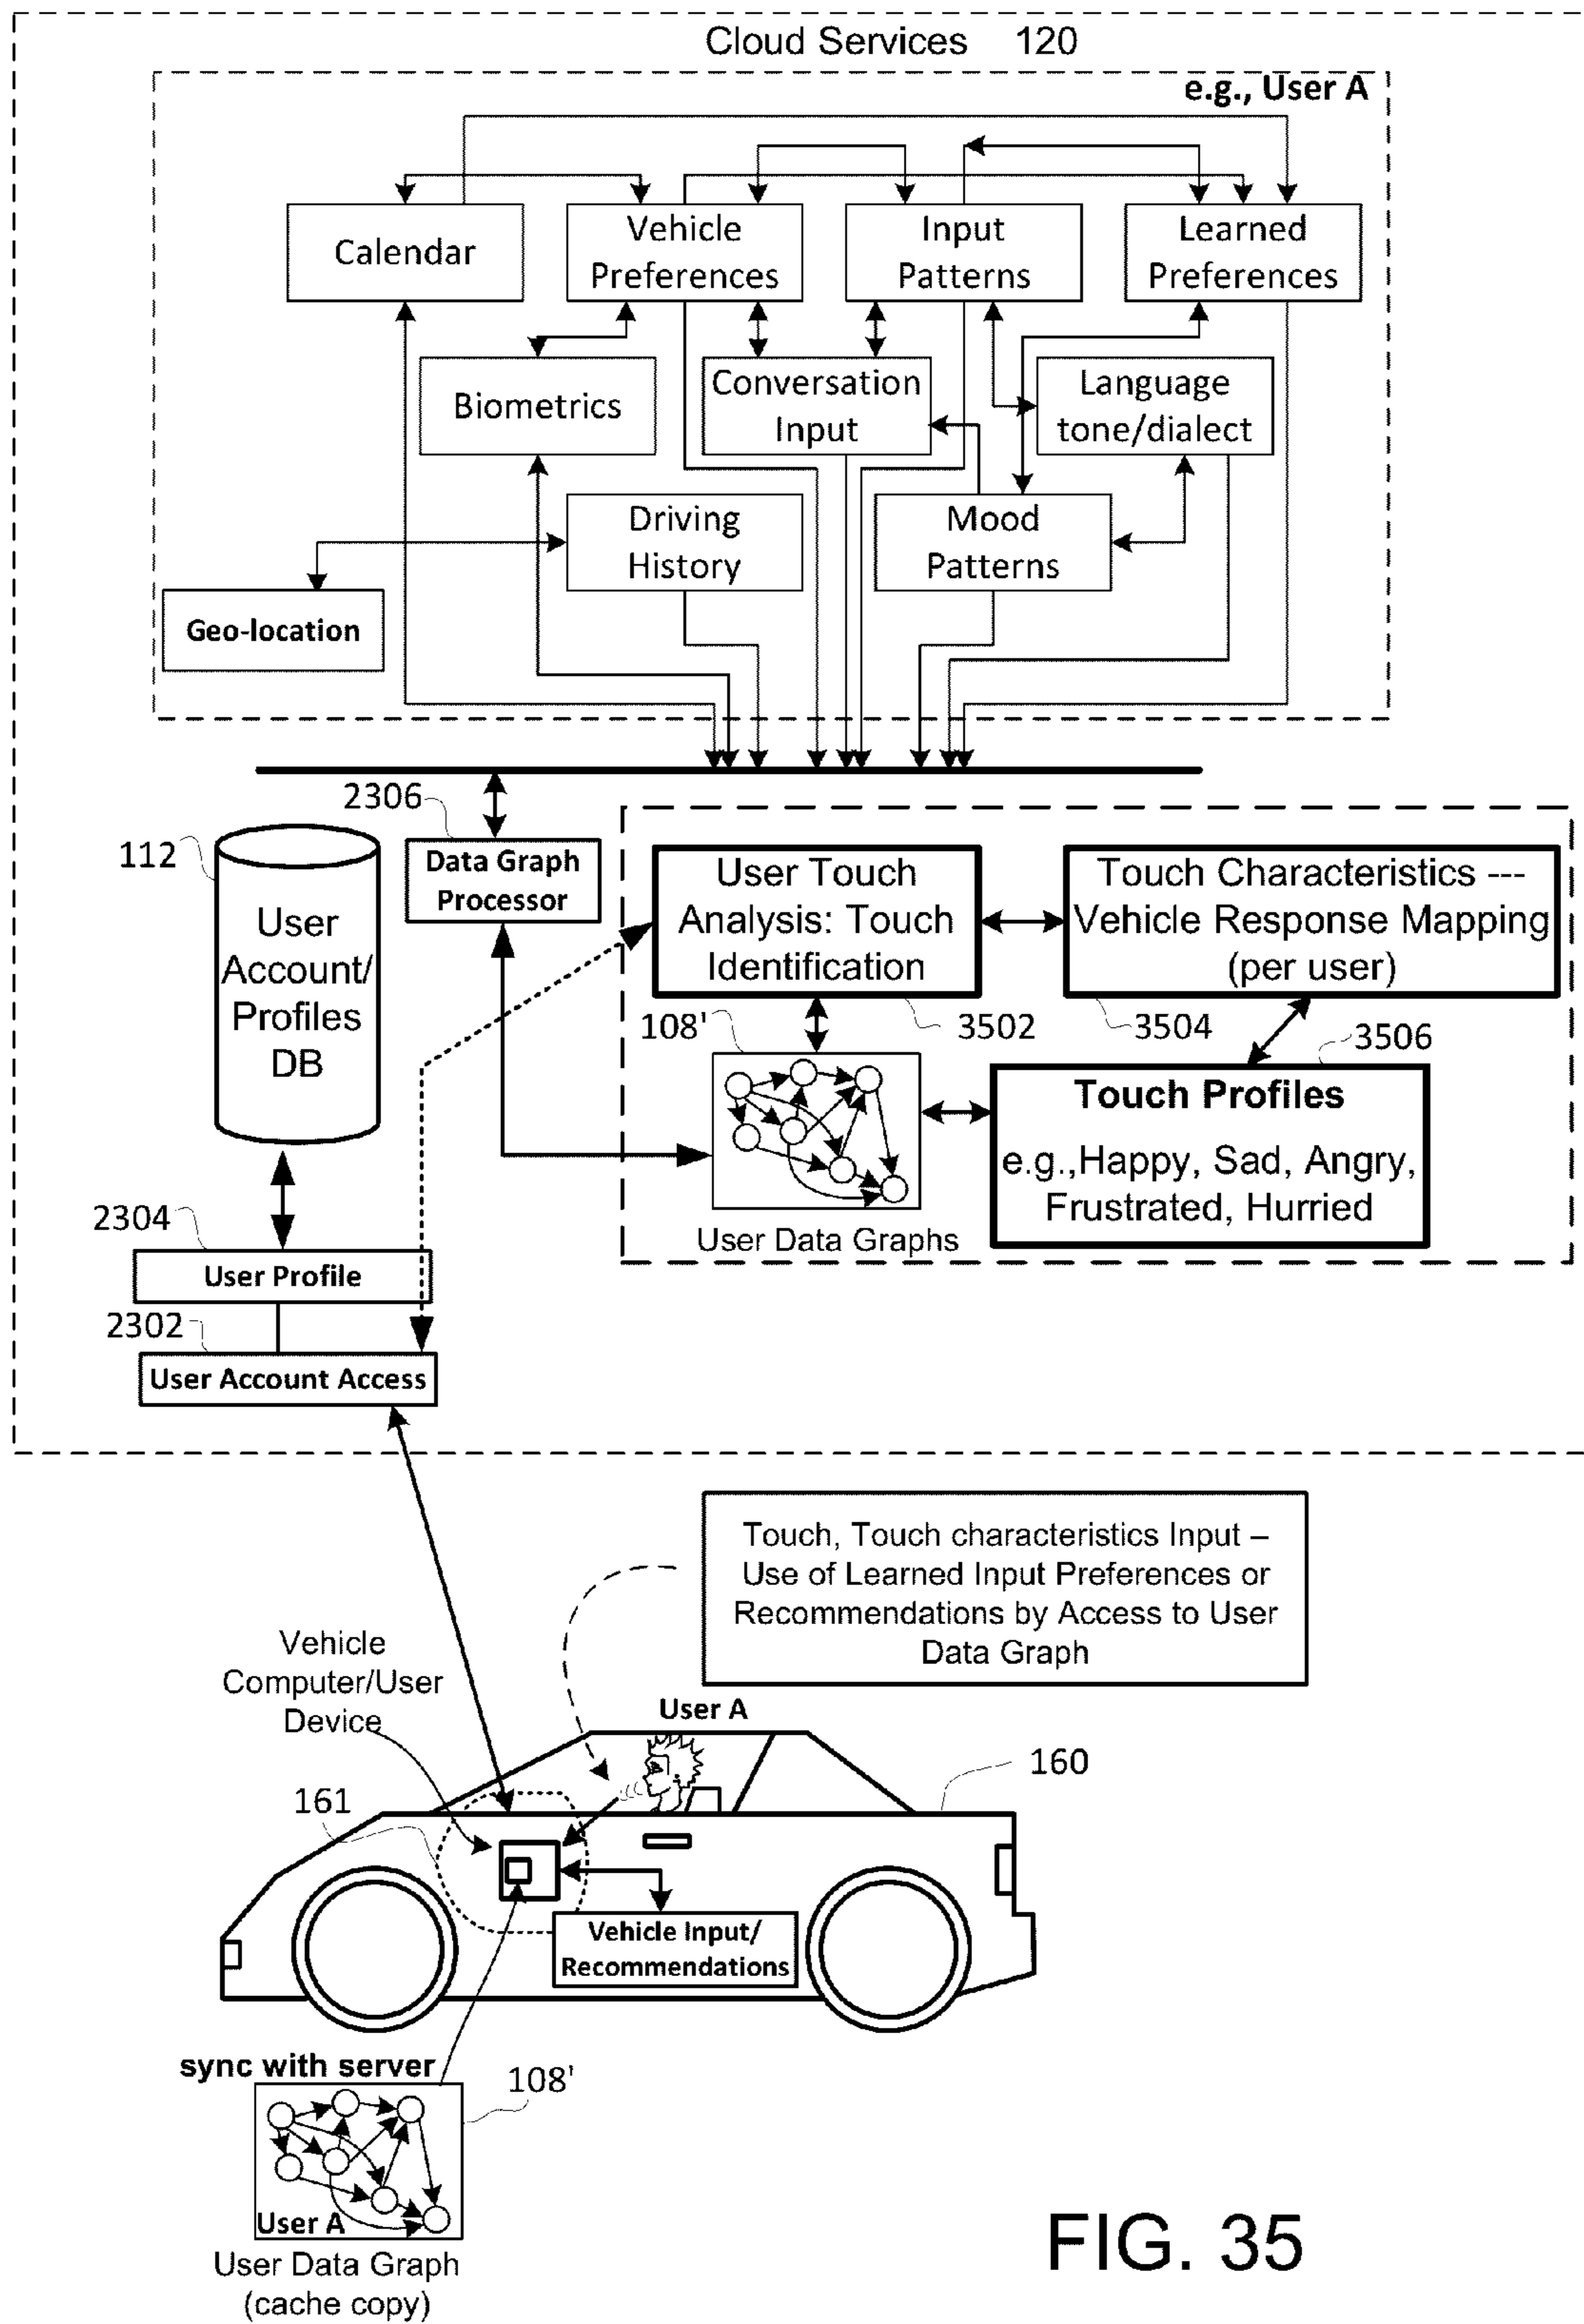 Cloud Services 120
e.g., User A
Calendar
Vehicle
Preferences
Input
Patterns
Learned
Preferences
Biometrics
Conversation
Input
Language
tone/dialect
Driving
History
Mood
Patterns
Geo-location
2306
112
User
Account/
Profiles
DB
Data Graph
Processor
User Touch
Analysis: Touch
Identification
Touch Characteristics ---
Vehicle Response Mapping
(per user)
108'
3502
3504
3506
Touch Profiles
e.g.,Happy, Sad, Angry,
Frustrated, Hurried
User Data Graphs
2304
User Profile
2302
User Account Access
Touch, Touch characteristics Input –
Use of Learned Input Preferences or
Recommendations by Access to User
Data Graph
Vehicle
Computer/User
Device
User A
160
161
Vehicle Input/
Recommendations
sync with server
108'
User A
User Data Graph
(cache copy)
FIG. 35